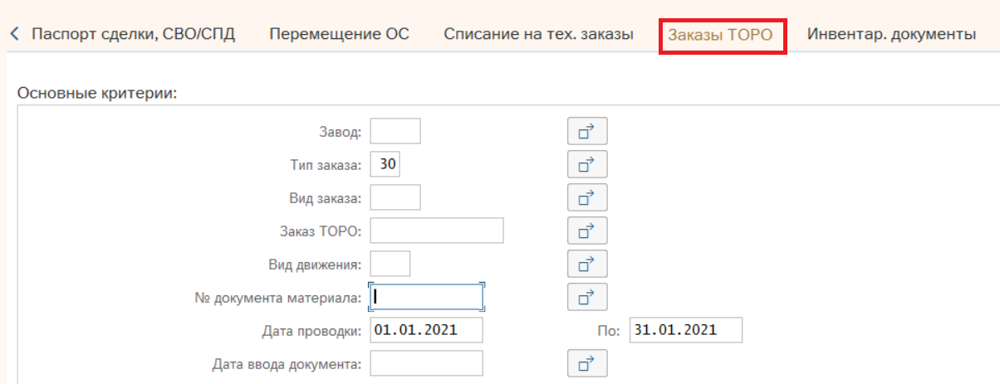 Паспорт сделки, СВО/СПД Перемещение ОС Списание на тех. заказы Заказы ТОРО Инвентар. документы
Основные критерии:
Завод:
Тип заказа: 30
Вид заказа:
Заказ ТОРО:
Вид движения:
№ документа материала:
Дата проводки: 01.01.2021 По: 31.01.2021
Дата ввода документа: